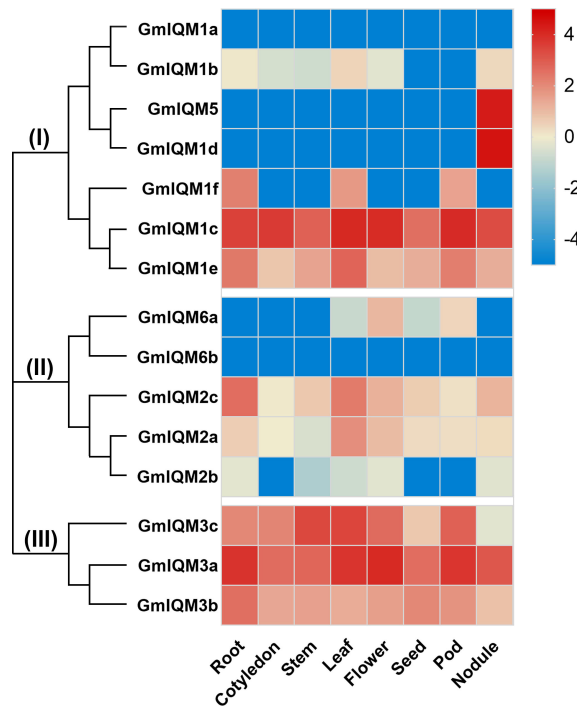 GmIQM1a
GmIQM1b
GmIQM5
GmIQM1d
GmIQM1f
GmIQM1c
GmIQM1e
GmIQM6a
GmIQM6b
GmIQM2c
GmIQM2a
GmIQM2b
GmIQM3c
GmIQM3a
GmIQM3b
(I)
(II)
(III)
Root
Cotyledon
Stem
Leaf
Flower
Seed
Pod
Nodule
4
2
0
-2
-4